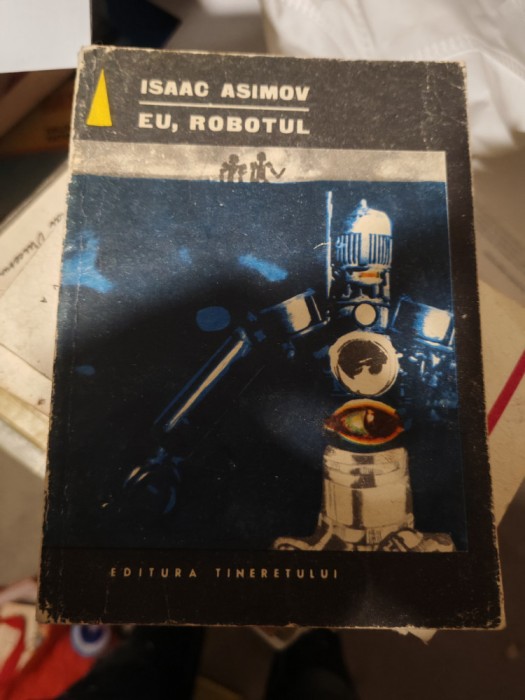 ISAAC ASIMOV
EU, ROBOTUL
EDITURA TINERETULUI